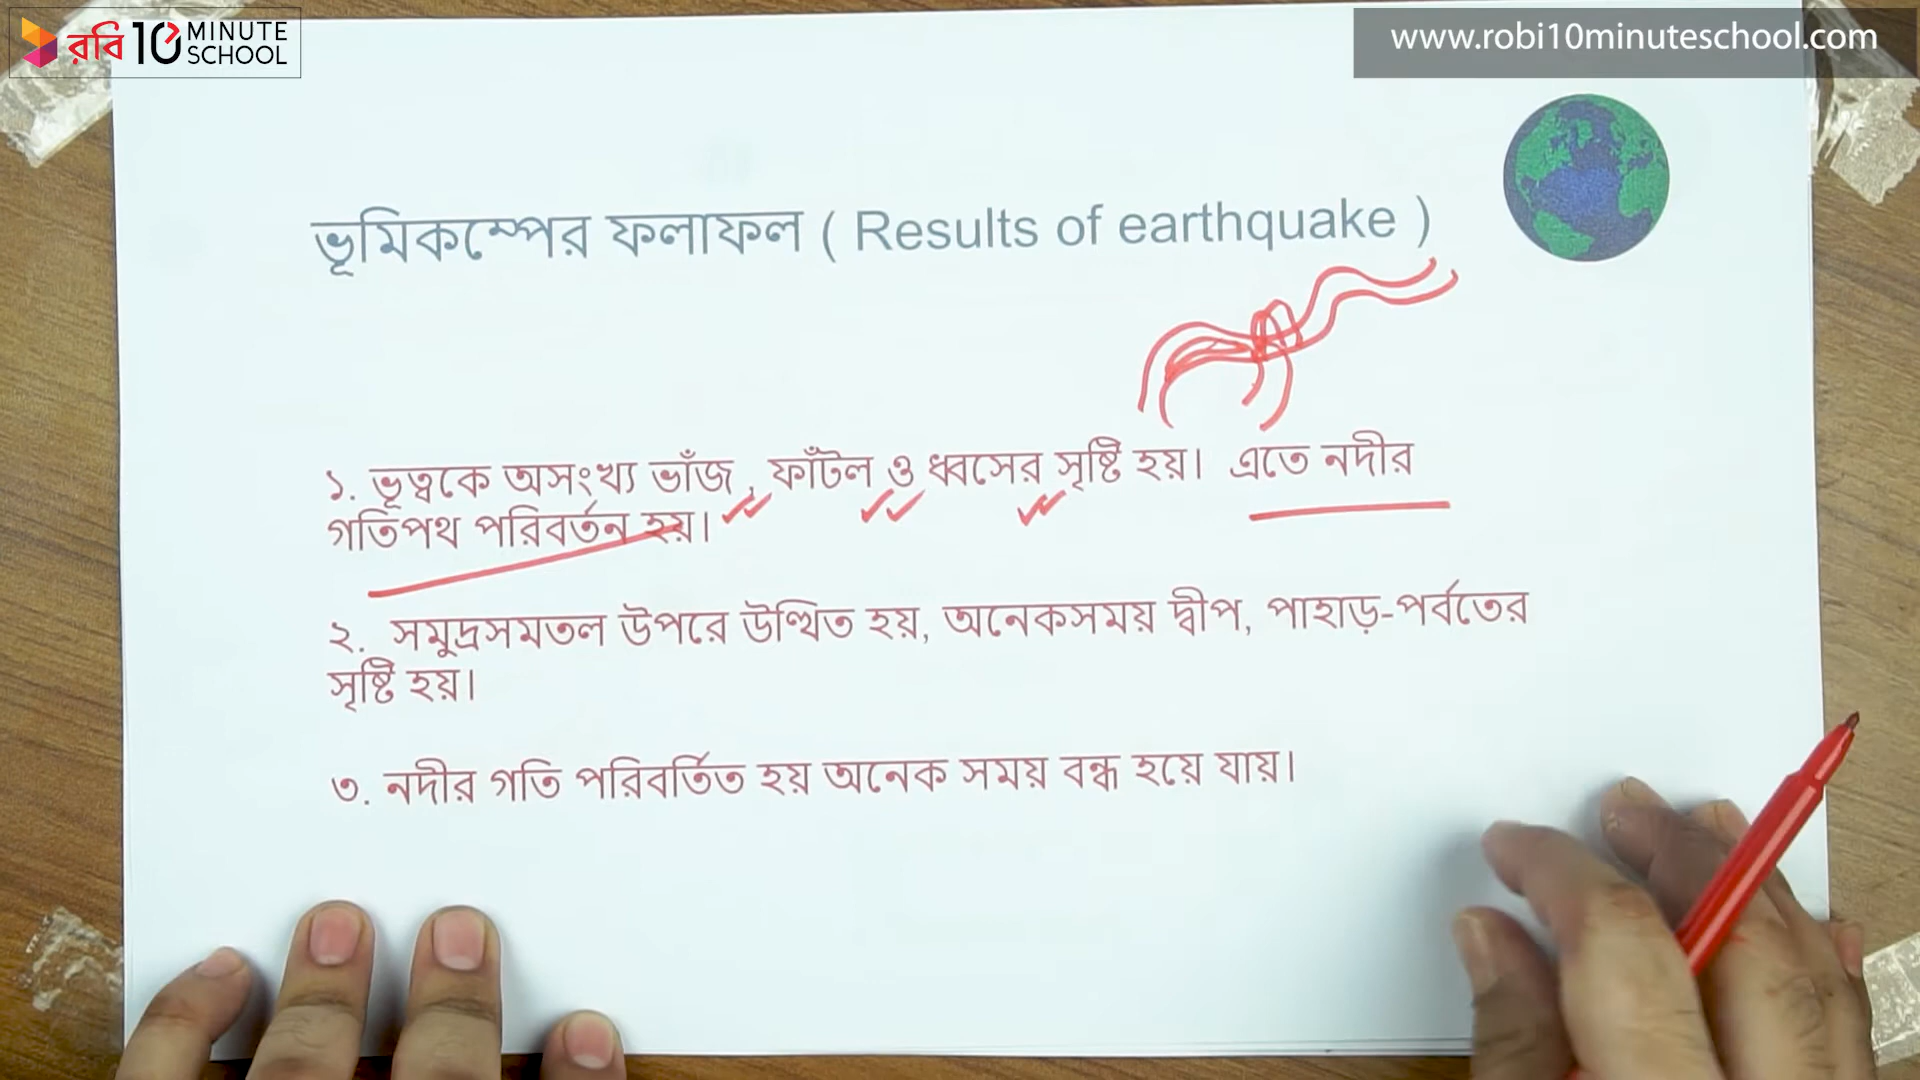 রবি 10 MINUTE SCHOOL
www.robi10minuteschool.com
ভূমিকম্পের ফলাফল ( Results of earthquake )
১. ভূত্বকে অসংখ্য ভাঁজ , ফাঁটল ও ধ্বসের সৃষ্টি হয়। এতে নদীর
গতিপথ পরিবর্তন হয়।
২. সমুদ্রসমতল উপরে উত্থিত হয়, অনেকসময় দ্বীপ, পাহাড়-পর্বতের
সৃষ্টি হয়।
৩. নদীর গতি পরিবর্তিত হয় অনেক সময় বন্ধ হয়ে যায়।